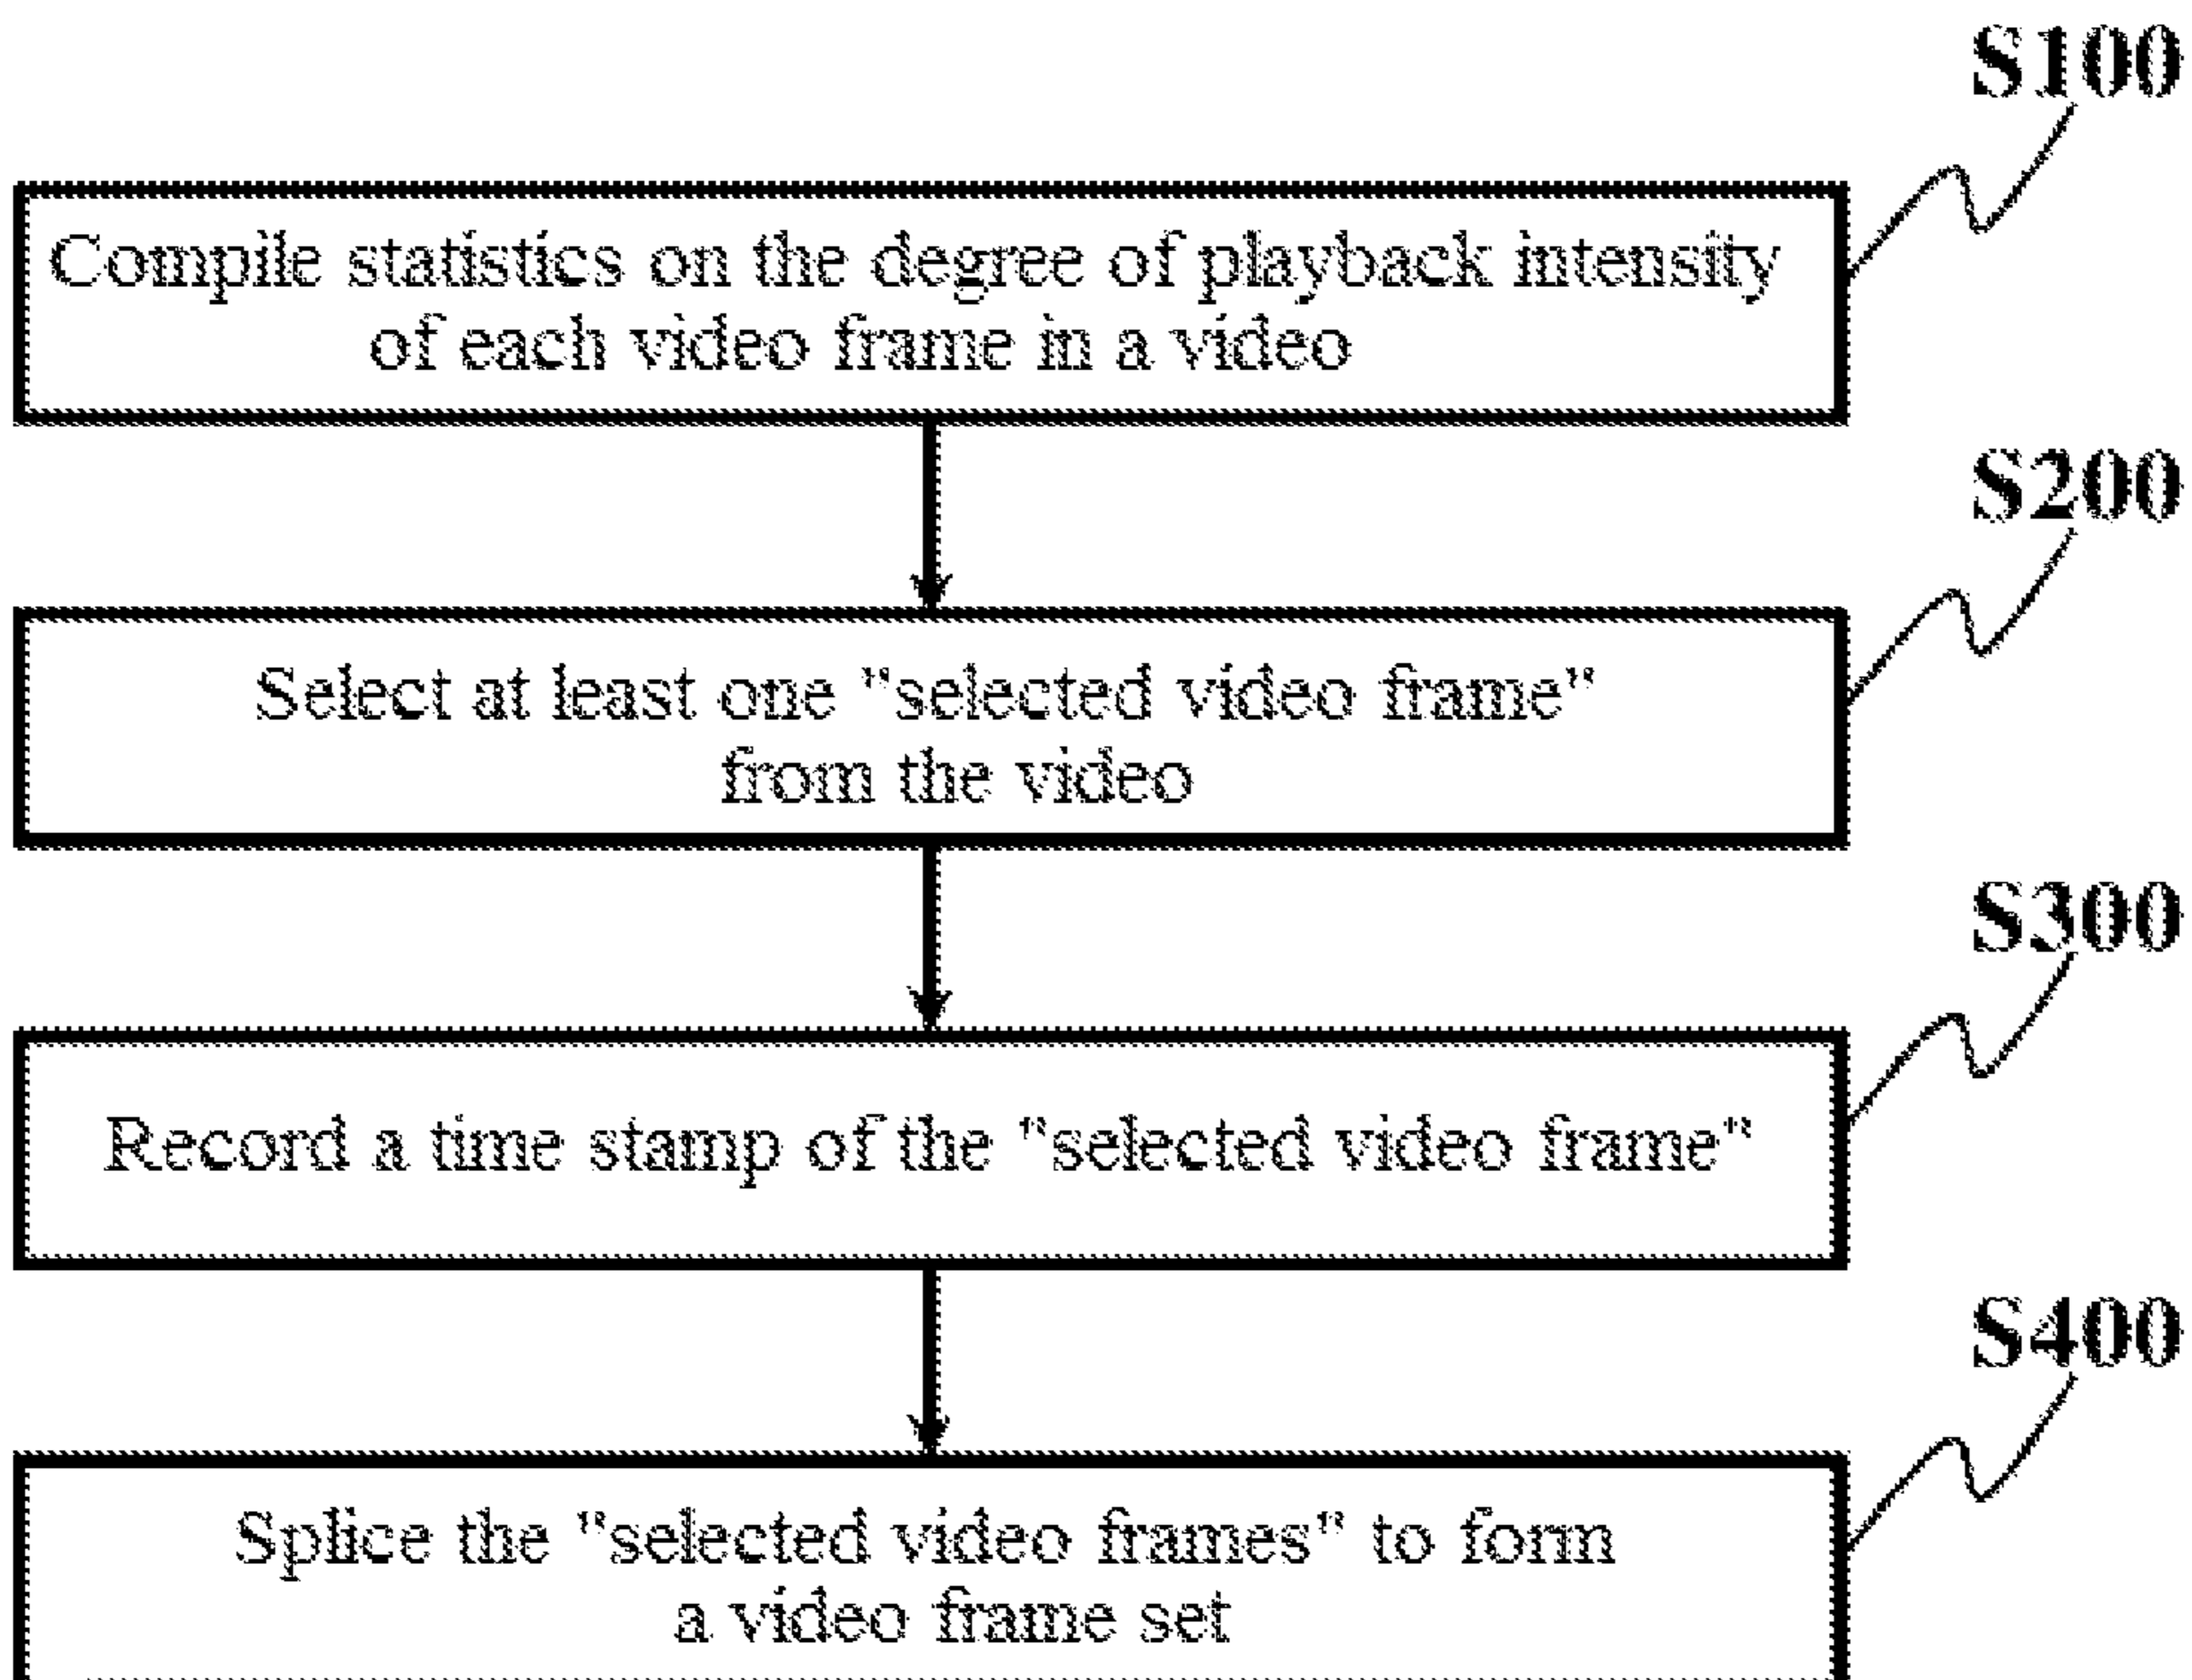 S100
Compile statistics on the degree of playback intensity
of each video frame in a video
S200
Select at least one "selected video frame"
from the video
S300
Record a time stamp of the "selected video frame"
S400
Splice the "selected video frames" to form
a video frame set